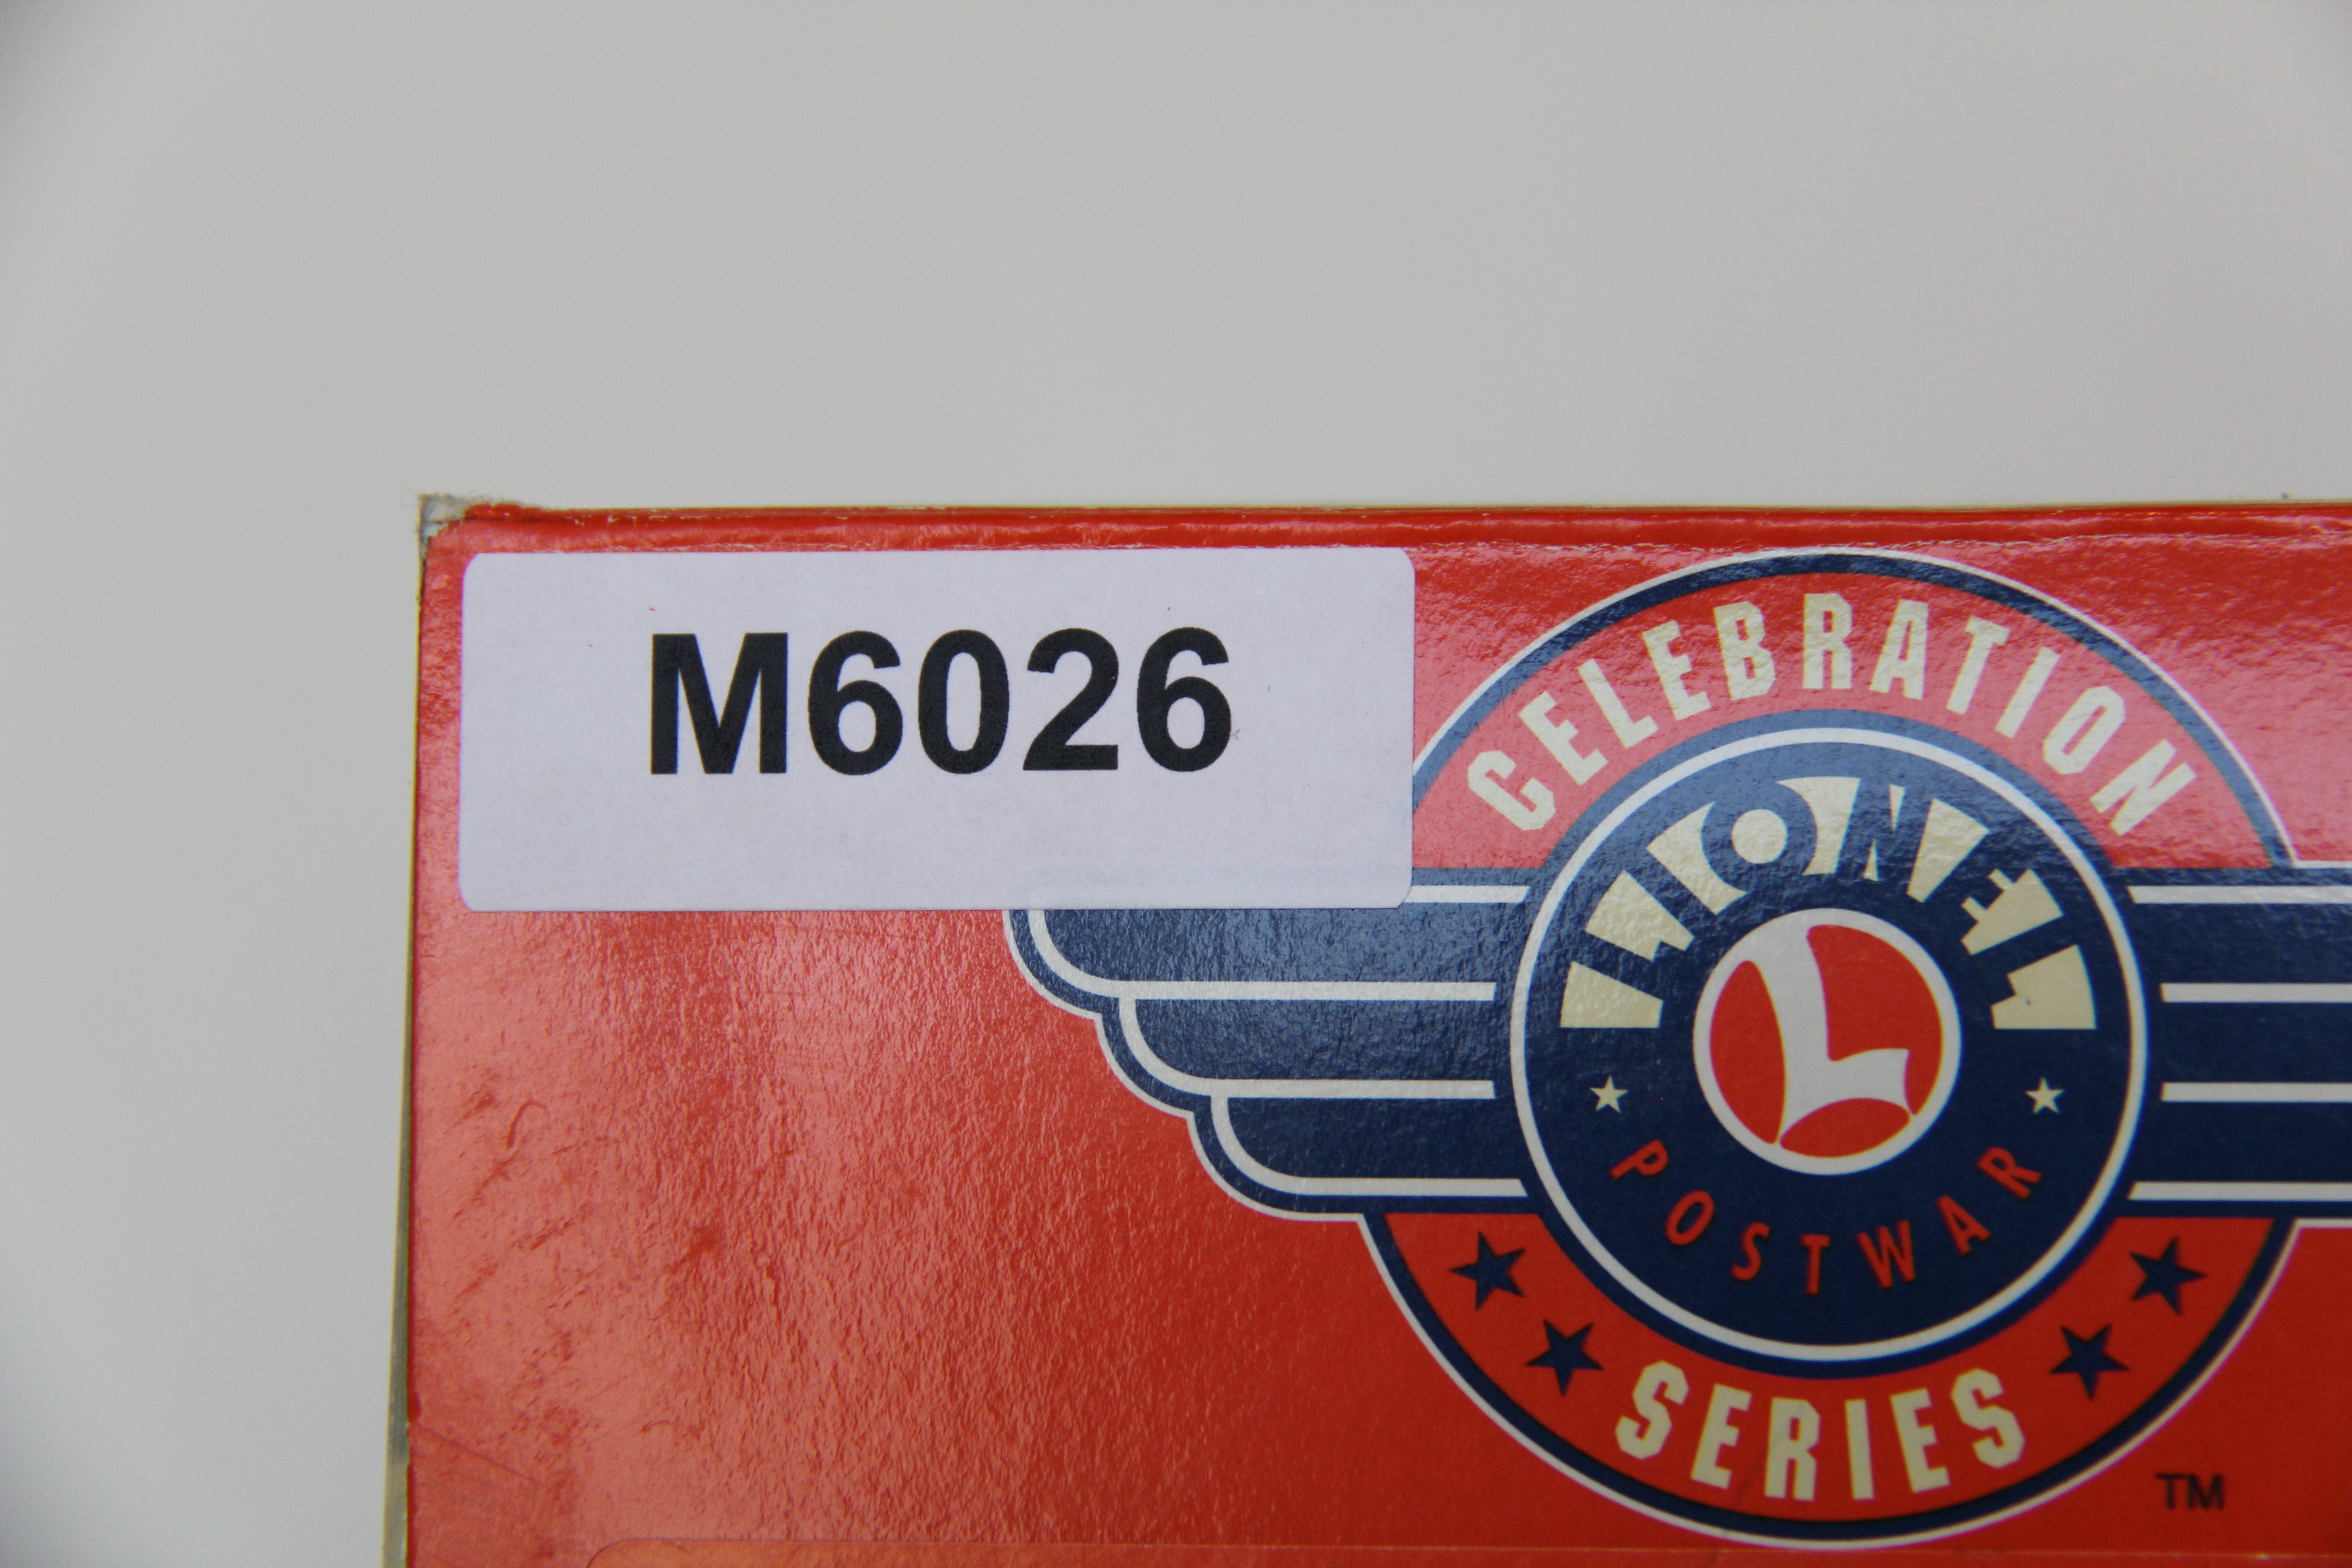 M6026
CELEBRATION
LIONEL
L
POSTWAR
SERIES
TM